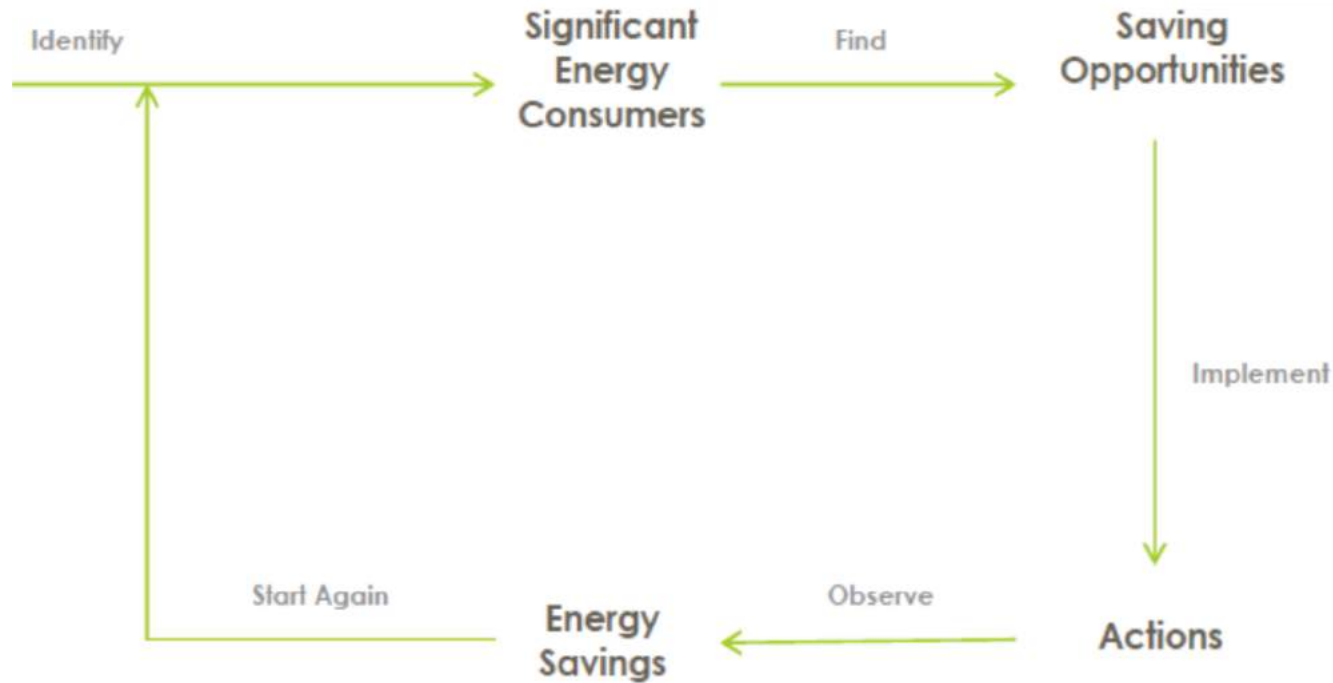 Identify
Significant
Energy
Consumers
Find
Saving
Opportunities
Implement
Actions
Observe
Energy
Savings
Start Again